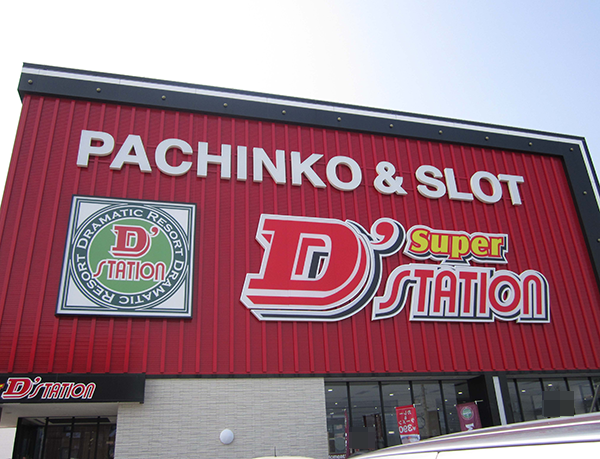 PACHINKO & SLOT
DRAMATIC RESORT DRAMATIC RESORT
D'
STATION
D' Super
STATION
D'STATION